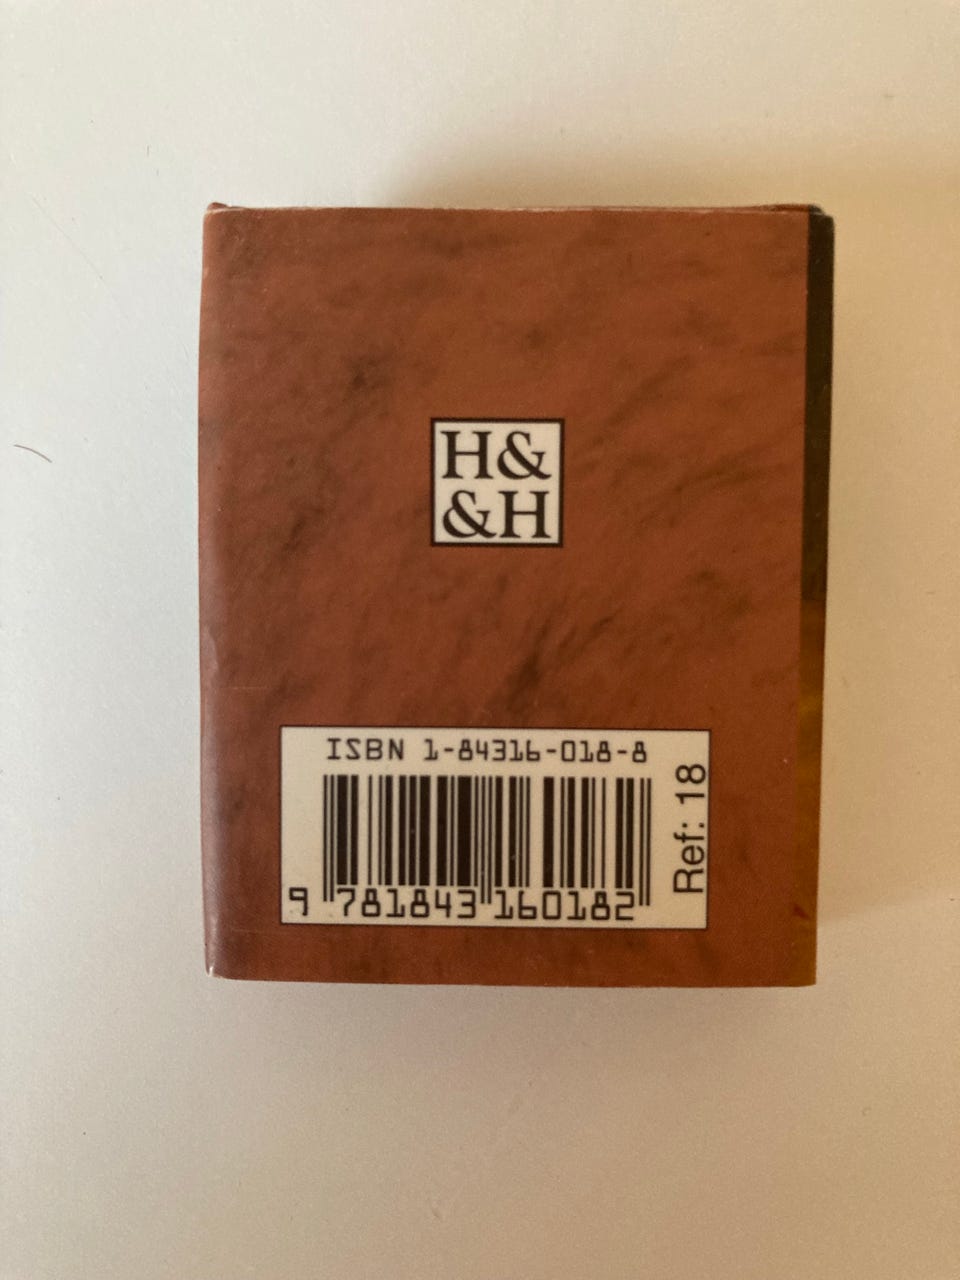 H&
&H
ISBN 1-84316-018-8
9 781843 160182
Ref: 18